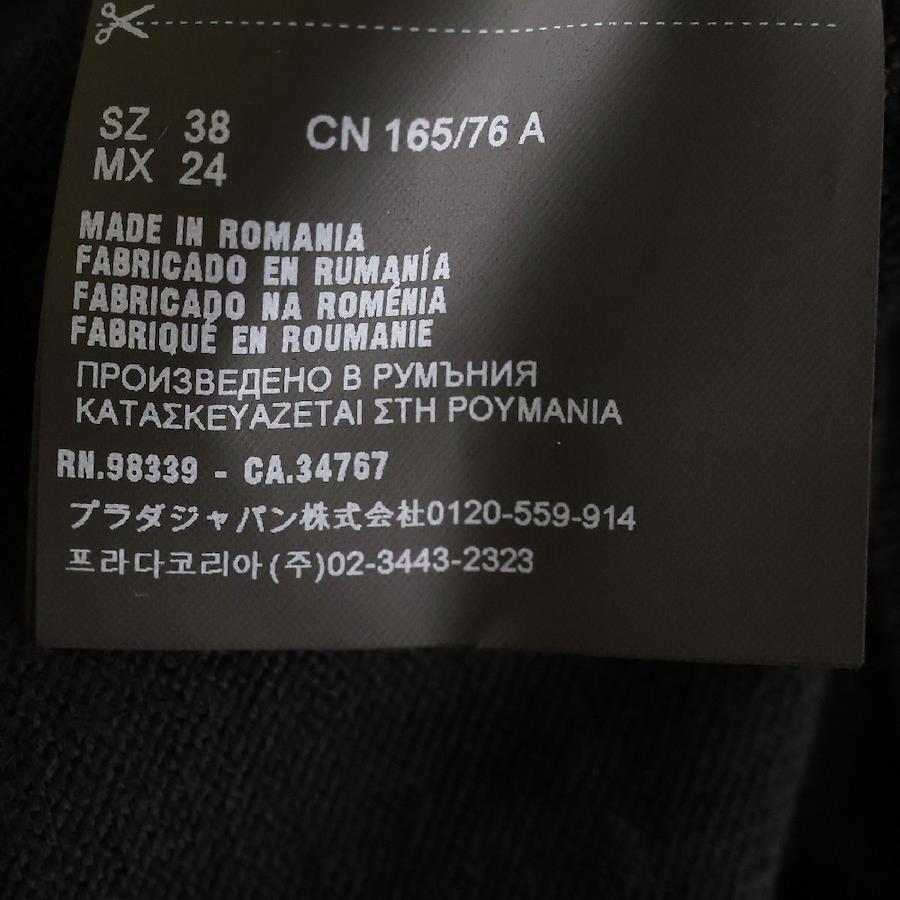 SZ 38 CN 165/76 A
MX 24
MADE IN ROMANIA
FABRICADO EN RUMANÍA
FABRICADO NA ROMÉNIA
FABRIQUÉ EN ROUMANIE
ПРОИЗВЕДЕНО В РУМЪНИЯ
ΚΑΤΑΣΚΕΥΑΖΕΤΑΙ ΣΤΗ ΡΟΥΜΑΝΙΑ
RN.98339 - CA.34767
プラダジャパン株式会社0120-559-914
프라다코리아(주)02-3443-2323